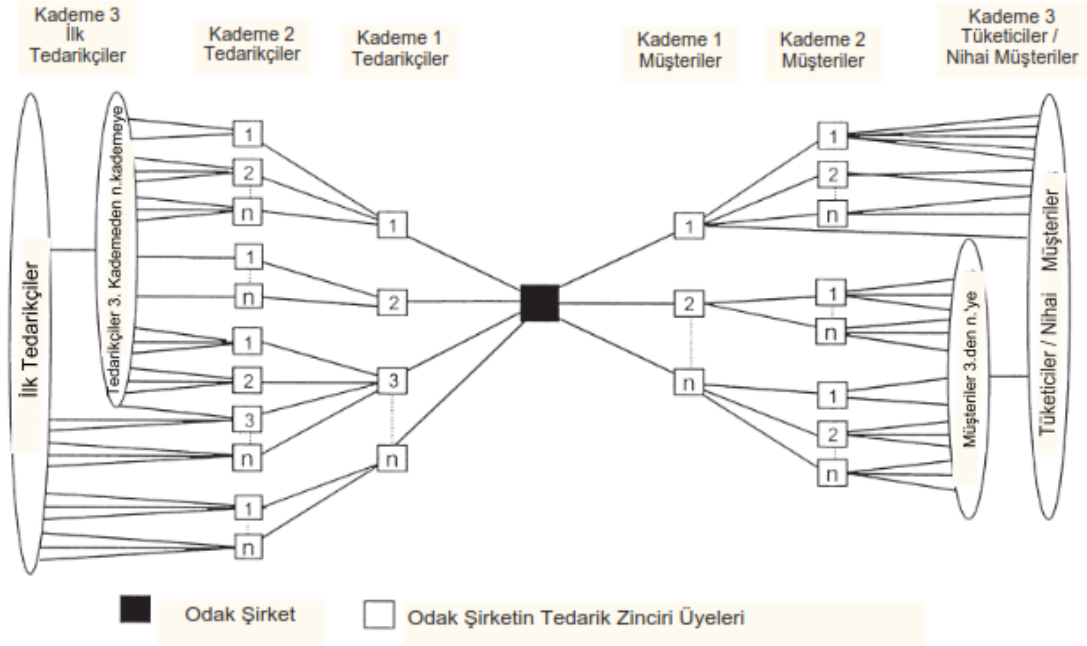 Kademe 3
İlk
Tedarikçiler
Kademe 2
Tedarikçiler
Kademe 1
Tedarikçiler
Kademe 1
Müşteriler
Kademe 2
Müşteriler
Kademe 3
Tüketiciler /
Nihai Müşteriler
İlk Tedarikçiler
Tedarikçiler 3. Kademeden n.kademeye
1
2
n
1
n
1
2
3
n
1
n
1
2
3
n
1
2
n
1
2
n
1
n
1
2
n
Müşteriler 3.den n.'ye
Tüketiciler / Nihai Müşteriler
Odak Şirket
Odak Şirketin Tedarik Zinciri Üyeleri